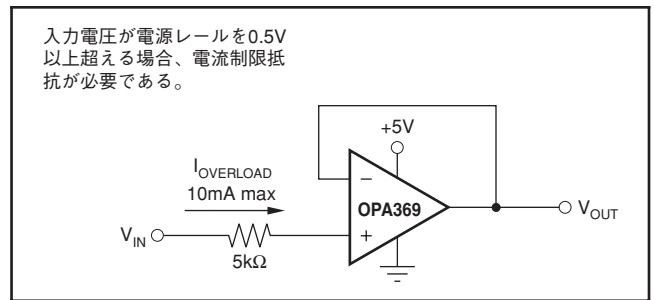 入力電圧が電源レールを0.5V
以上超える場合、電流制限抵
抗が必要である。
+5V
IOVERLOAD
10mA max
−
OPA369
VOUT
VIN
+
5kΩ